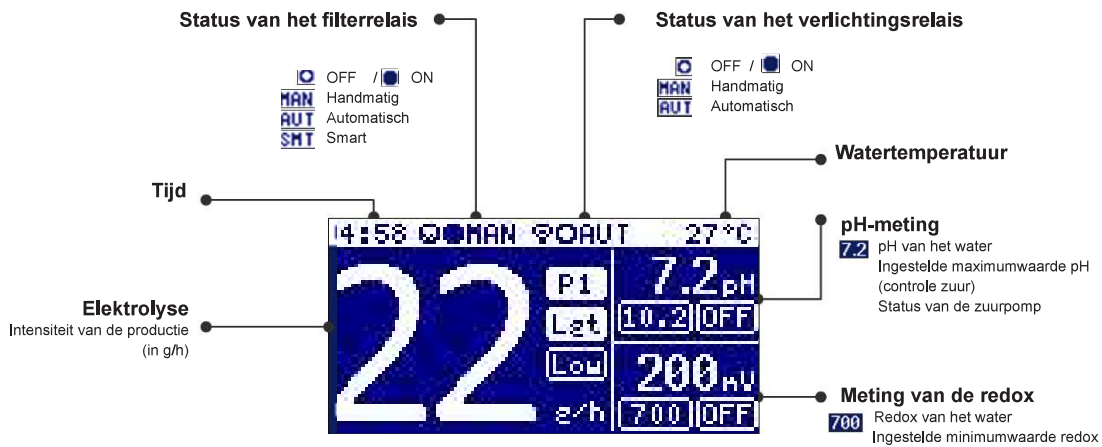 Status van het filterrelais
Status van het verlichtingsrelais
OFF / ON
MAN Handmatig
AUT Automatisch
SMT Smart
OFF / ON
MAN Handmatig
AUT Automatisch
Tijd
Watertemperatuur
4:58 MAN AUT 27°C
22
P1
Lgt
Low
g/h
7.2 pH
10.2 OFF
200 mV
700 OFF
Elektrolyse
Intensiteit van de productie
(in g/h)
pH-meting
7.2 pH van het water
Ingestelde maximumwaarde pH
(controle zuur)
Status van de zuurpomp
Meting van de redox
700 Redox van het water
Ingestelde minimumwaarde redox